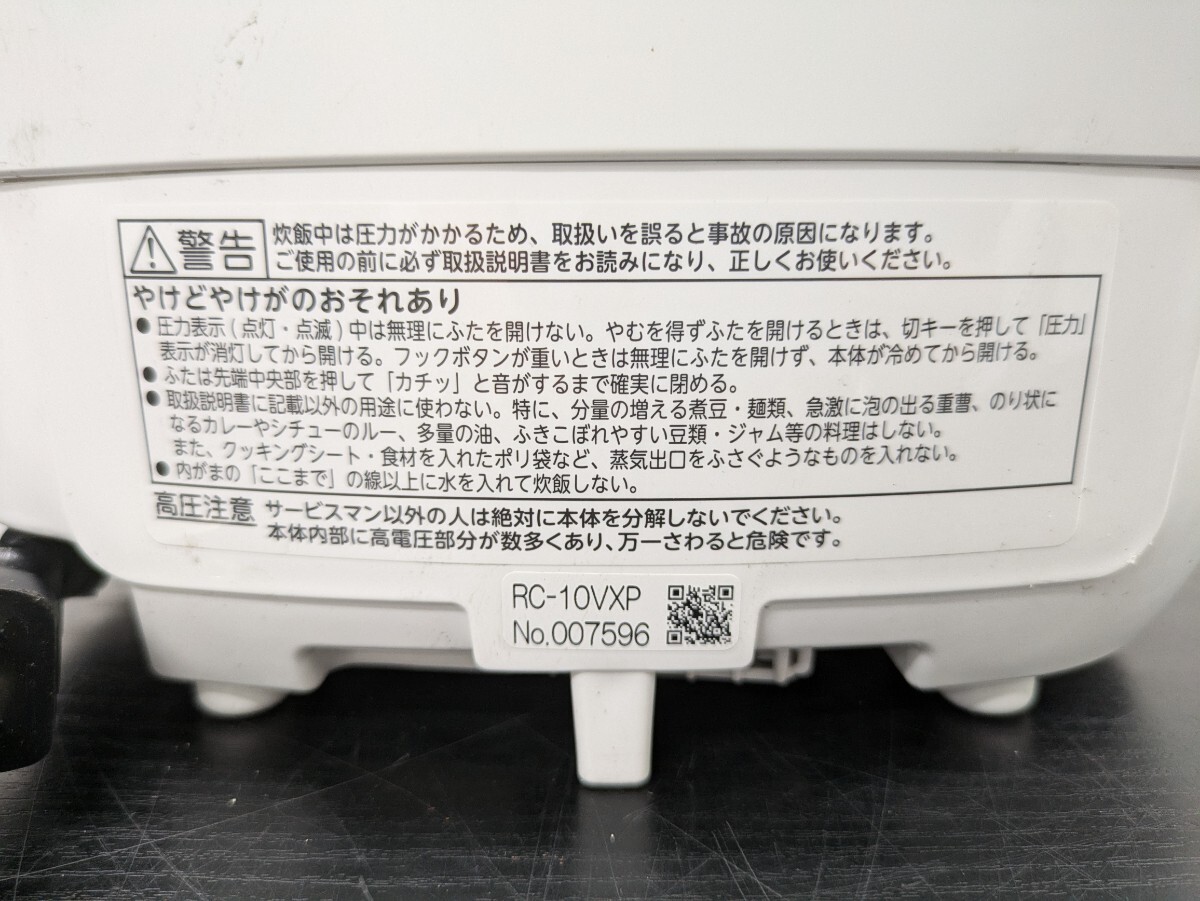 警告 炊飯中は圧力がかかるため、取扱いを誤ると事故の原因になります。
ご使用の前に必ず取扱説明書をお読みになり、正しくお使いください。
やけどやけがのおそれあり
●圧力表示(点灯・点滅)中は無理にふたを開けない。やむを得ずふたを開けるときは、切キーを押して「圧力」
表示が消灯してから開ける。フックボタンが重いときは無理にふたを開けず、本体が冷めてから開ける。
●ふたは先端中央部を押して「カチッ」と音がするまで確実に閉める。
●取扱説明書に記載以外の用途に使わない。特に、分量の増える煮豆・麺類、急激に泡の出る重曹、のり状に
なるカレーやシチューのルー、多量の油、ふきこぼれやすい豆類・ジャム等の料理はしない。
また、クッキングシート・食材を入れたポリ袋など、蒸気出口をふさぐようなものを入れない。
●内がまの「ここまで」の線以上に水を入れて炊飯しない。
高圧注意 サービスマン以外の人は絶対に本体を分解しないでください。
本体内部に高電圧部分が数多くあり、万一さわると危険です。
RC-10VXP
No.007596